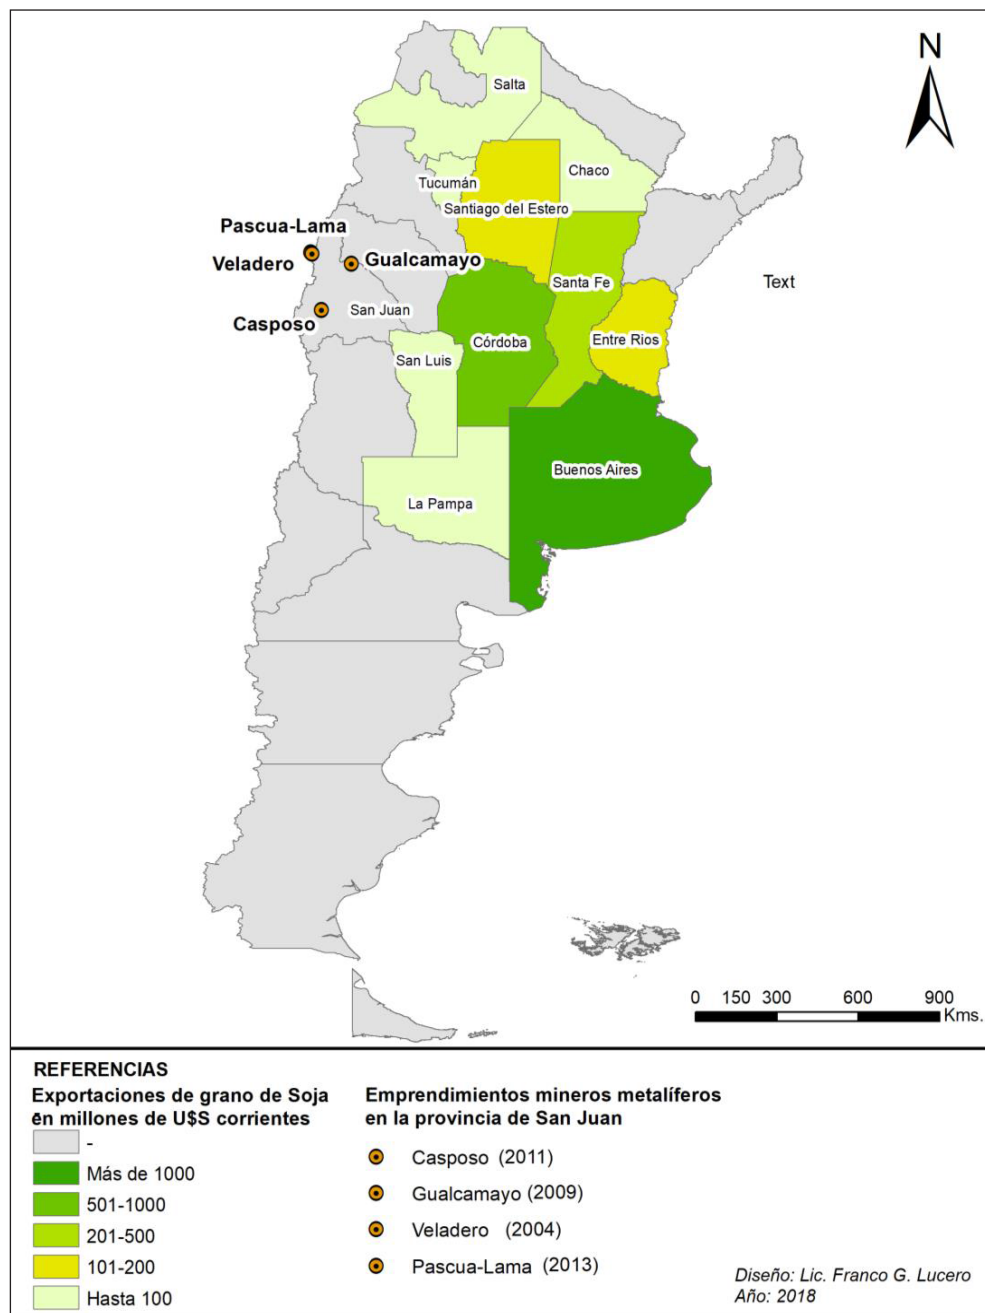 N
Salta
Chaco
Tucumán
Santiago del Estero
Pascua-Lama
Veladero
Gualcamayo
Santa Fe
Text
Casposo
San Juan
Córdoba
Entre Rios
San Luis
Buenos Aires
La Pampa
0 150 300 600 900
Kms.
REFERENCIAS
Exportaciones de grano de Soja
en millones de U$S corrientes
-
Más de 1000
501-1000
201-500
101-200
Hasta 100
Emprendimientos mineros metalíferos
en la provincia de San Juan
Casposo (2011)
Gualcamayo (2009)
Veladero (2004)
Pascua-Lama (2013)
Diseño: Lic. Franco G. Lucero
Año: 2018